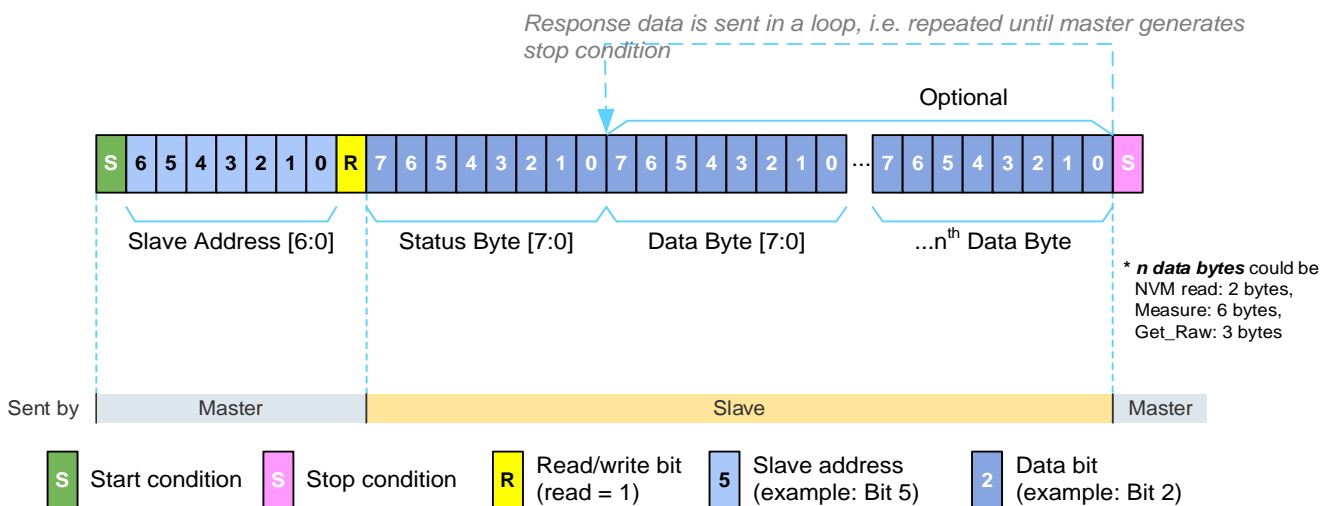 Response data is sent in a loop, i.e. repeated until master generates
stop condition
Optional
S 6 5 4 3 2 1 0 R 7 6 5 4 3 2 1 0 7 6 5 4 3 2 1 0 ... 7 6 5 4 3 2 1 0 S
Slave Address [6:0] Status Byte [7:0] Data Byte [7:0] ...nth Data Byte
* n data bytes could be
NVM read: 2 bytes,
Measure: 6 bytes,
Get_Raw: 3 bytes
Sent by Master Slave Master
S Start condition S Stop condition R Read/write bit
(read = 1) 5 Slave address
(example: Bit 5) 2 Data bit
(example: Bit 2)